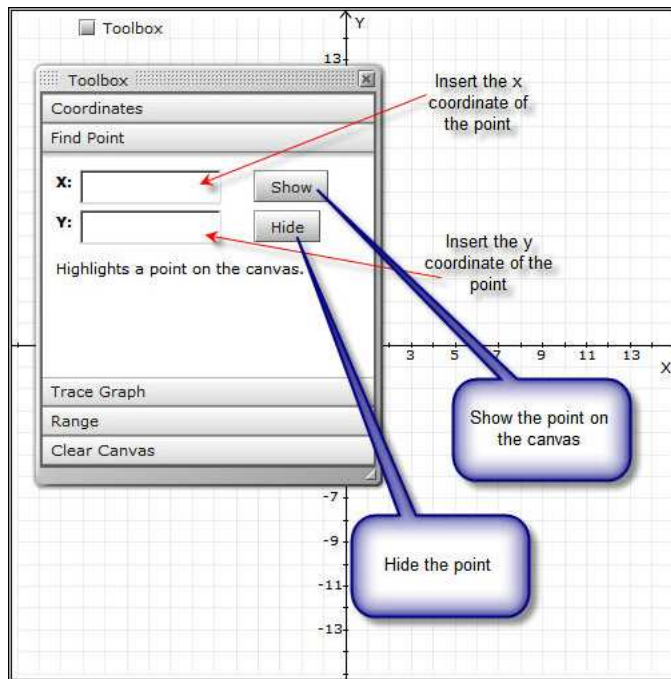 Toolbox
Y
13
Toolbox
Coordinates
Find Point
X:
Show
Y:
Hide
Highlights a point on the canvas.
Insert the x
coordinate of
the point
Insert the y
coordinate of the
point
3 5 7 9 11 13
X
Trace Graph
Range
Clear Canvas
Show the point on
the canvas
-7
-9
-11
-13
Hide the point